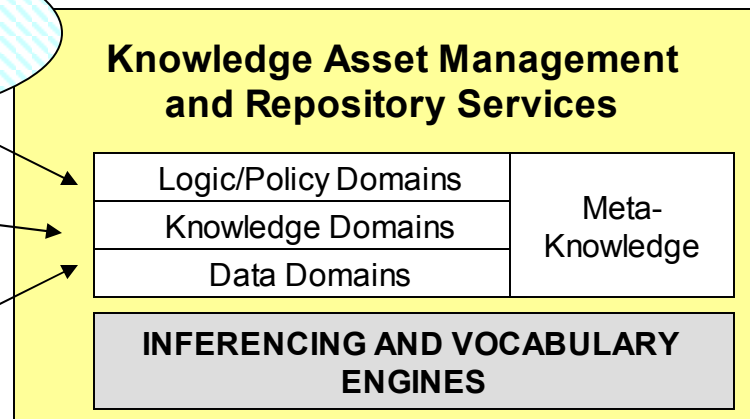 Knowledge Asset Management
and Repository Services
Logic/Policy Domains
Knowledge Domains
Data Domains
Meta-
Knowledge
INFERENCING AND VOCABULARY
ENGINES